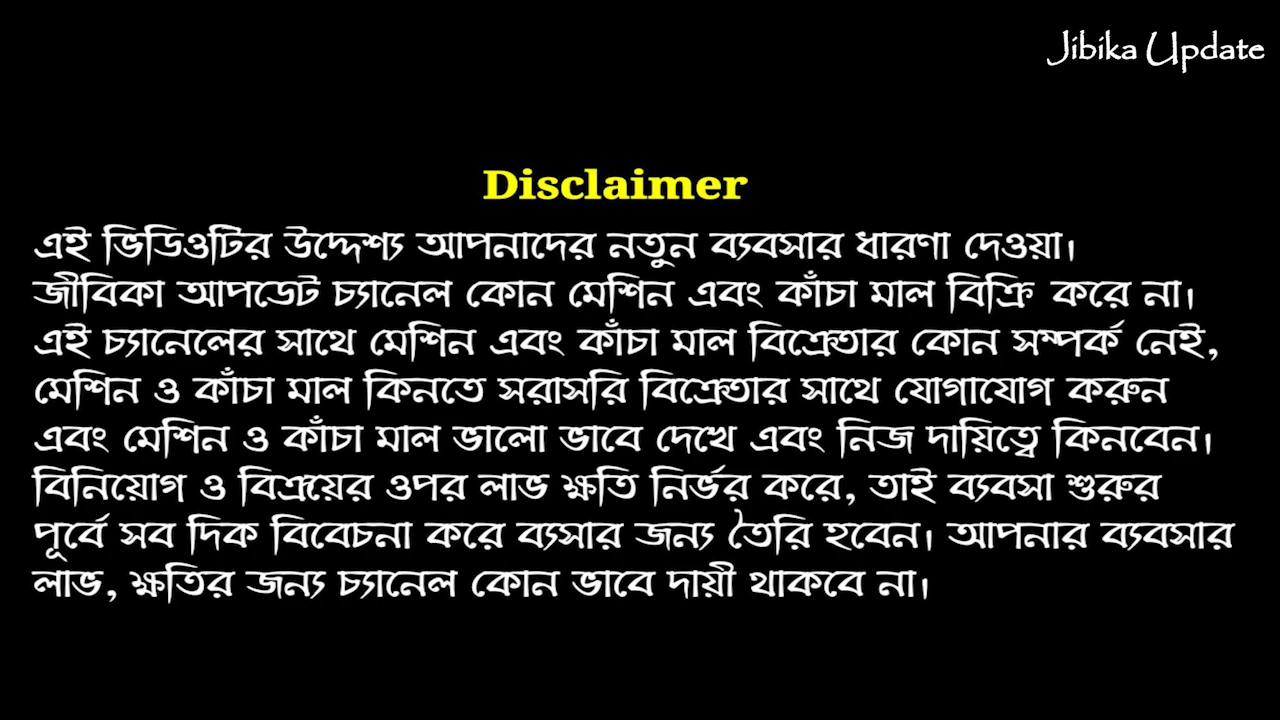 Jibika Update
Disclaimer
এই ভিডিওটির উদ্দেশ্য আপনাদের নতুন ব্যবসার ধারণা দেওয়া।
জীবিকা আপডেট চ্যানেল কোন মেশিন এবং কাঁচা মাল বিক্রি করে না।
এই চ্যানেলের সাথে মেশিন এবং কাঁচা মাল বিক্রেতার কোন সম্পর্ক নেই,
মেশিন ও কাঁচা মাল কিনতে সরাসরি বিক্রেতার সাথে যোগাযোগ করুন
এবং মেশিন ও কাঁচা মাল ভালো ভাবে দেখে এবং নিজ দায়িত্বে কিনবেন।
বিনিয়োগ ও বিক্রয়ের ওপর লাভ ক্ষতি নির্ভর করে, তাই ব্যবসা শুরুর
পূর্বে সব দিক বিবেচনা করে ব্যসার জন্য তৈরি হবেন। আপনার ব্যবসার
লাভ, ক্ষতির জন্য চ্যানেল কোন ভাবে দায়ী থাকবে না।